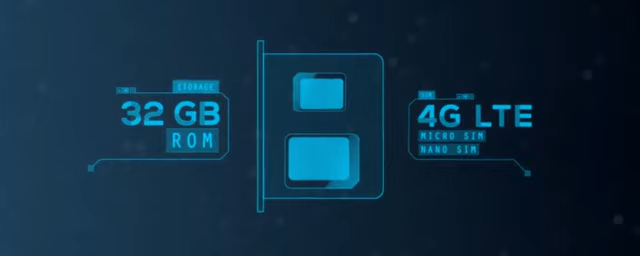 STORAGE
32 GB
ROM
SIM
4G LTE
MICRO SIM
NANO SIM